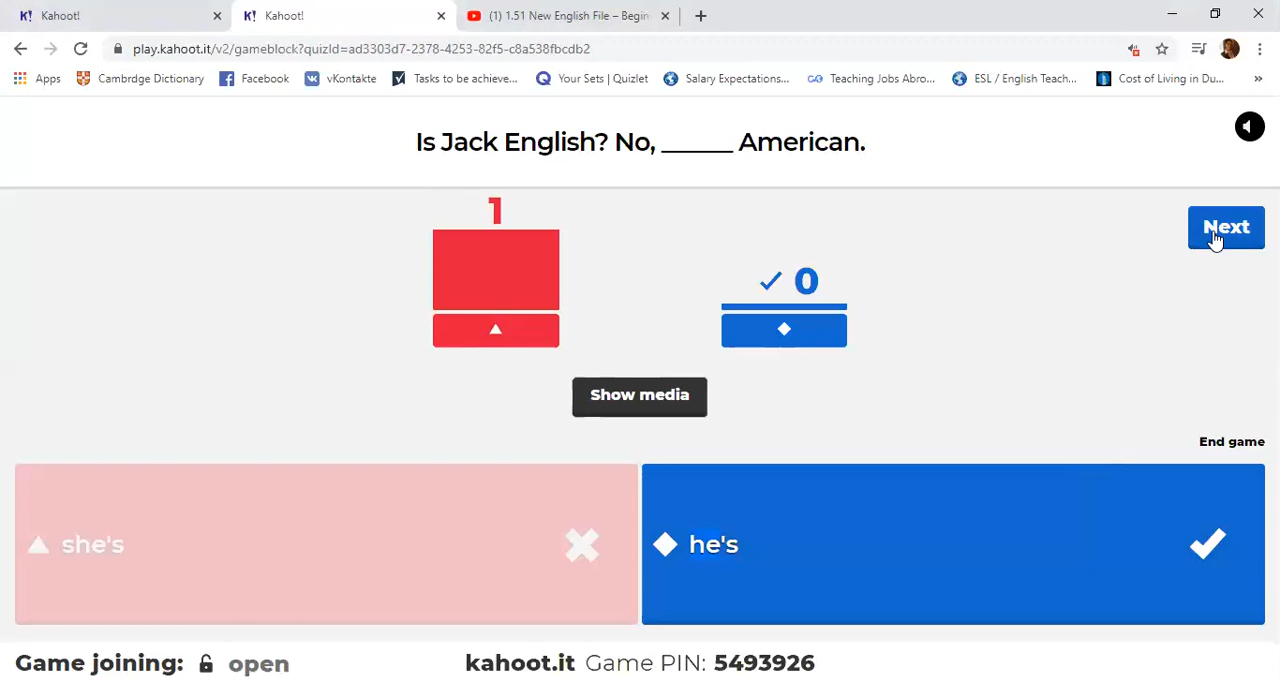 K! Kahoot!
K! Kahoot!
(1) 1.51 New English File – Begin
play.kahoot.it/v2/gameblock?quizId=ad3303d7-2378-4253-82f5-c8a538fbcdb2
Apps
Cambrdge Dictionary
Facebook
vKontakte
Tasks to be achieve...
Your Sets | Quizlet
Salary Expectations...
Teaching Jobs Abro...
ESL / English Teach...
Cost of Living in Du...
Is Jack English? No, ______ American.
1
0
Next
Show media
End game
she's
he's
Game joining: open
kahoot.it Game PIN: 5493926